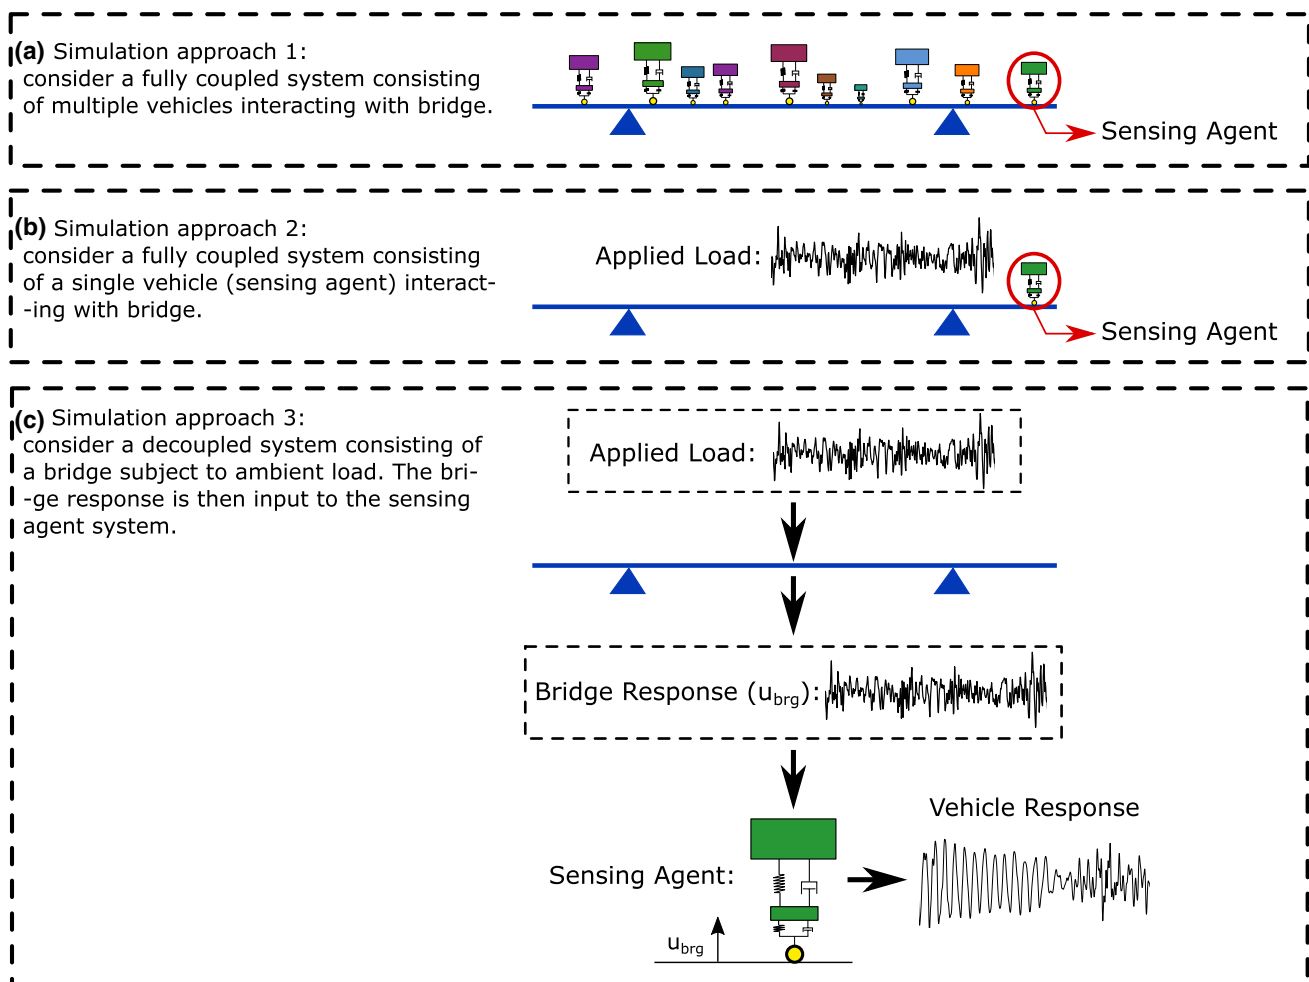 (a) Simulation approach 1:
consider a fully coupled system consisting
of multiple vehicles interacting with bridge.
Sensing Agent
(b) Simulation approach 2:
consider a fully coupled system consisting
of a single vehicle (sensing agent) interact-
-ing with bridge.
Applied Load:
Sensing Agent
(c) Simulation approach 3:
consider a decoupled system consisting of
a bridge subject to ambient load. The bri-
-ge response is then input to the sensing
agent system.
Applied Load:
Bridge Response (u_brg):
Vehicle Response
Sensing Agent:
u_brg